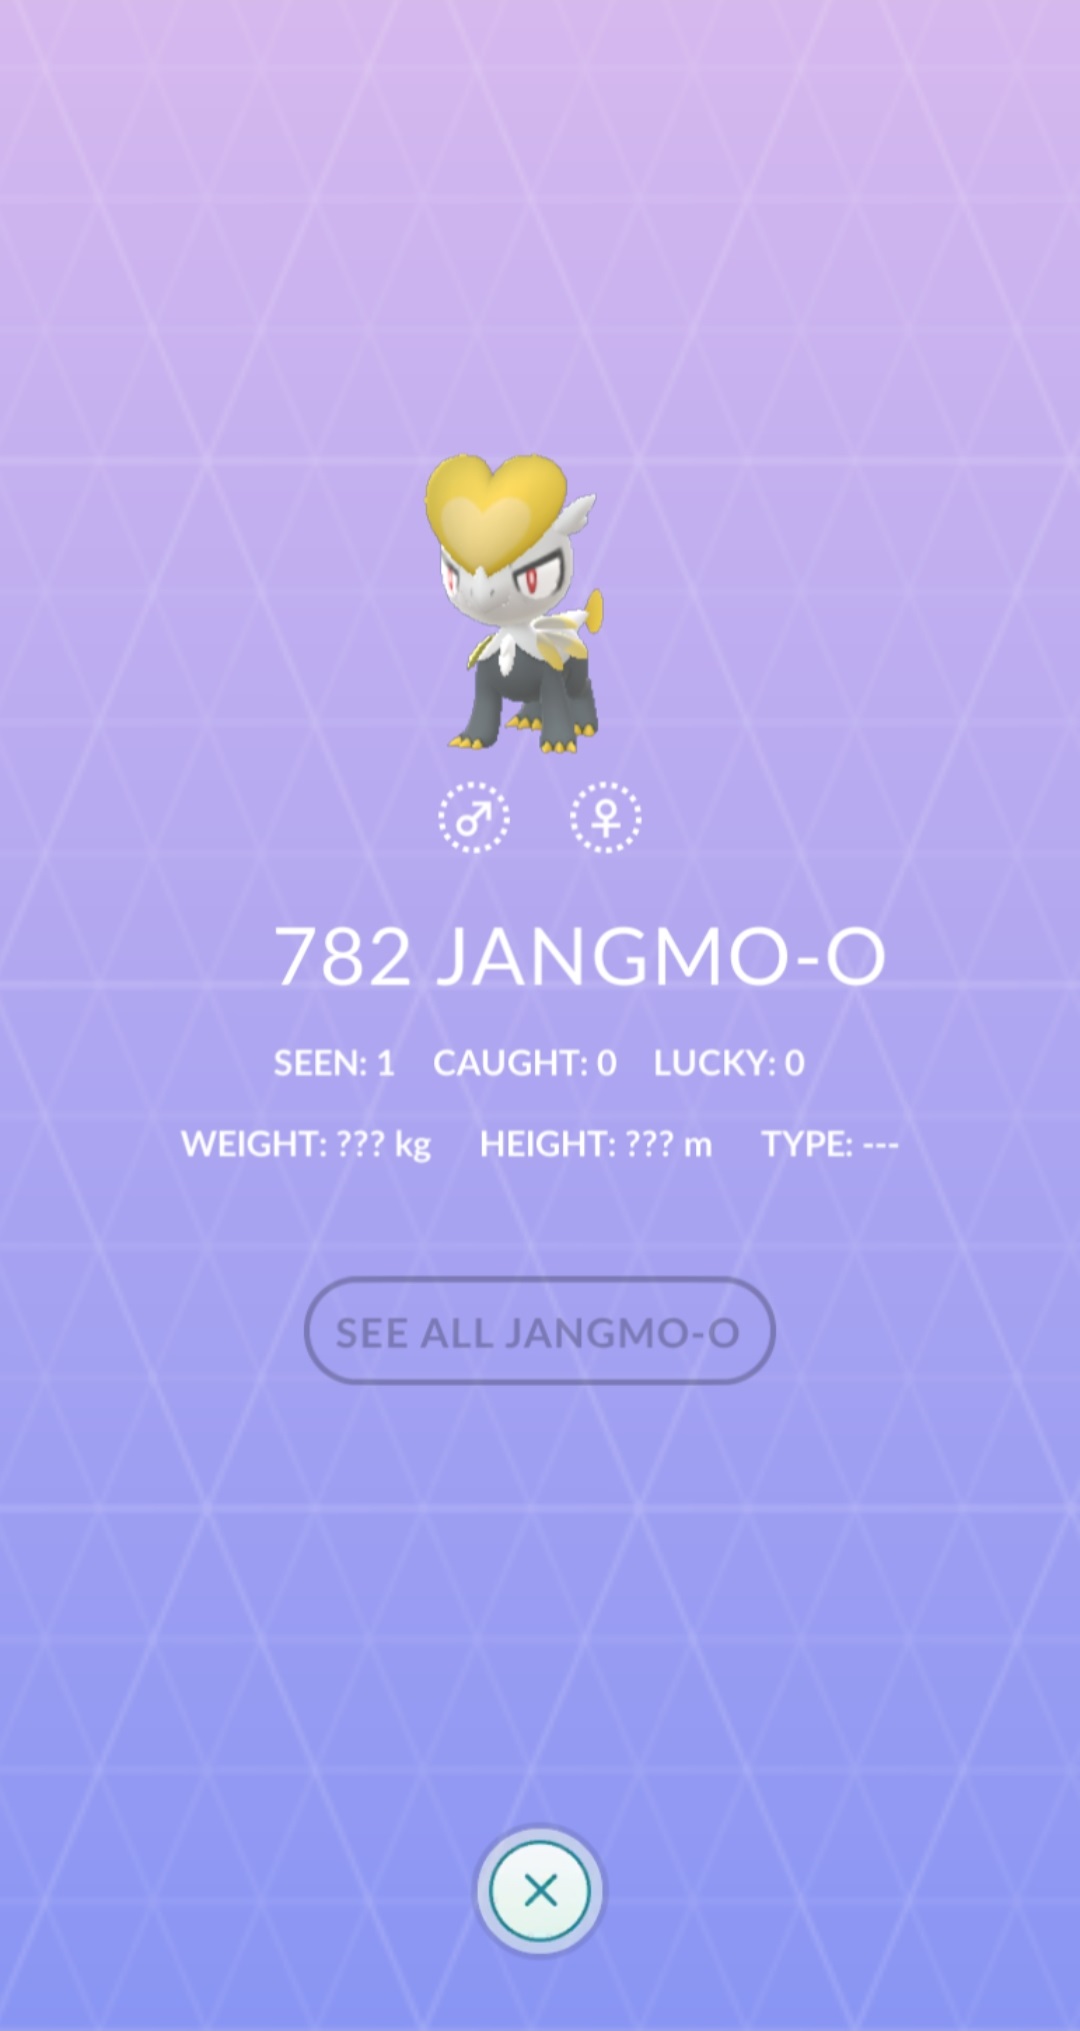 782 JANGMO-O
SEEN: 1 CAUGHT: 0 LUCKY: 0
WEIGHT: ??? kg HEIGHT: ??? m TYPE: ---
SEE ALL JANGMO-O